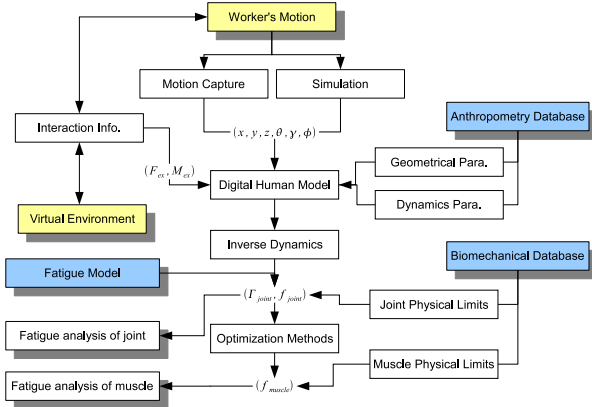 Worker's Motion
Motion Capture
Simulation
Interaction Info.
(x, y, z, θ, γ, ϕ)
Anthropometry Database
Geometrical Para.
(F_ex, M_ex)
Digital Human Model
Virtual Environment
Dynamics Para.
Inverse Dynamics
Fatigue Model
Biomechanical Database
(Γ_joint, f_joint)
Joint Physical Limits
Fatigue analysis of joint
Optimization Methods
Muscle Physical Limits
Fatigue analysis of muscle
(f_muscle)